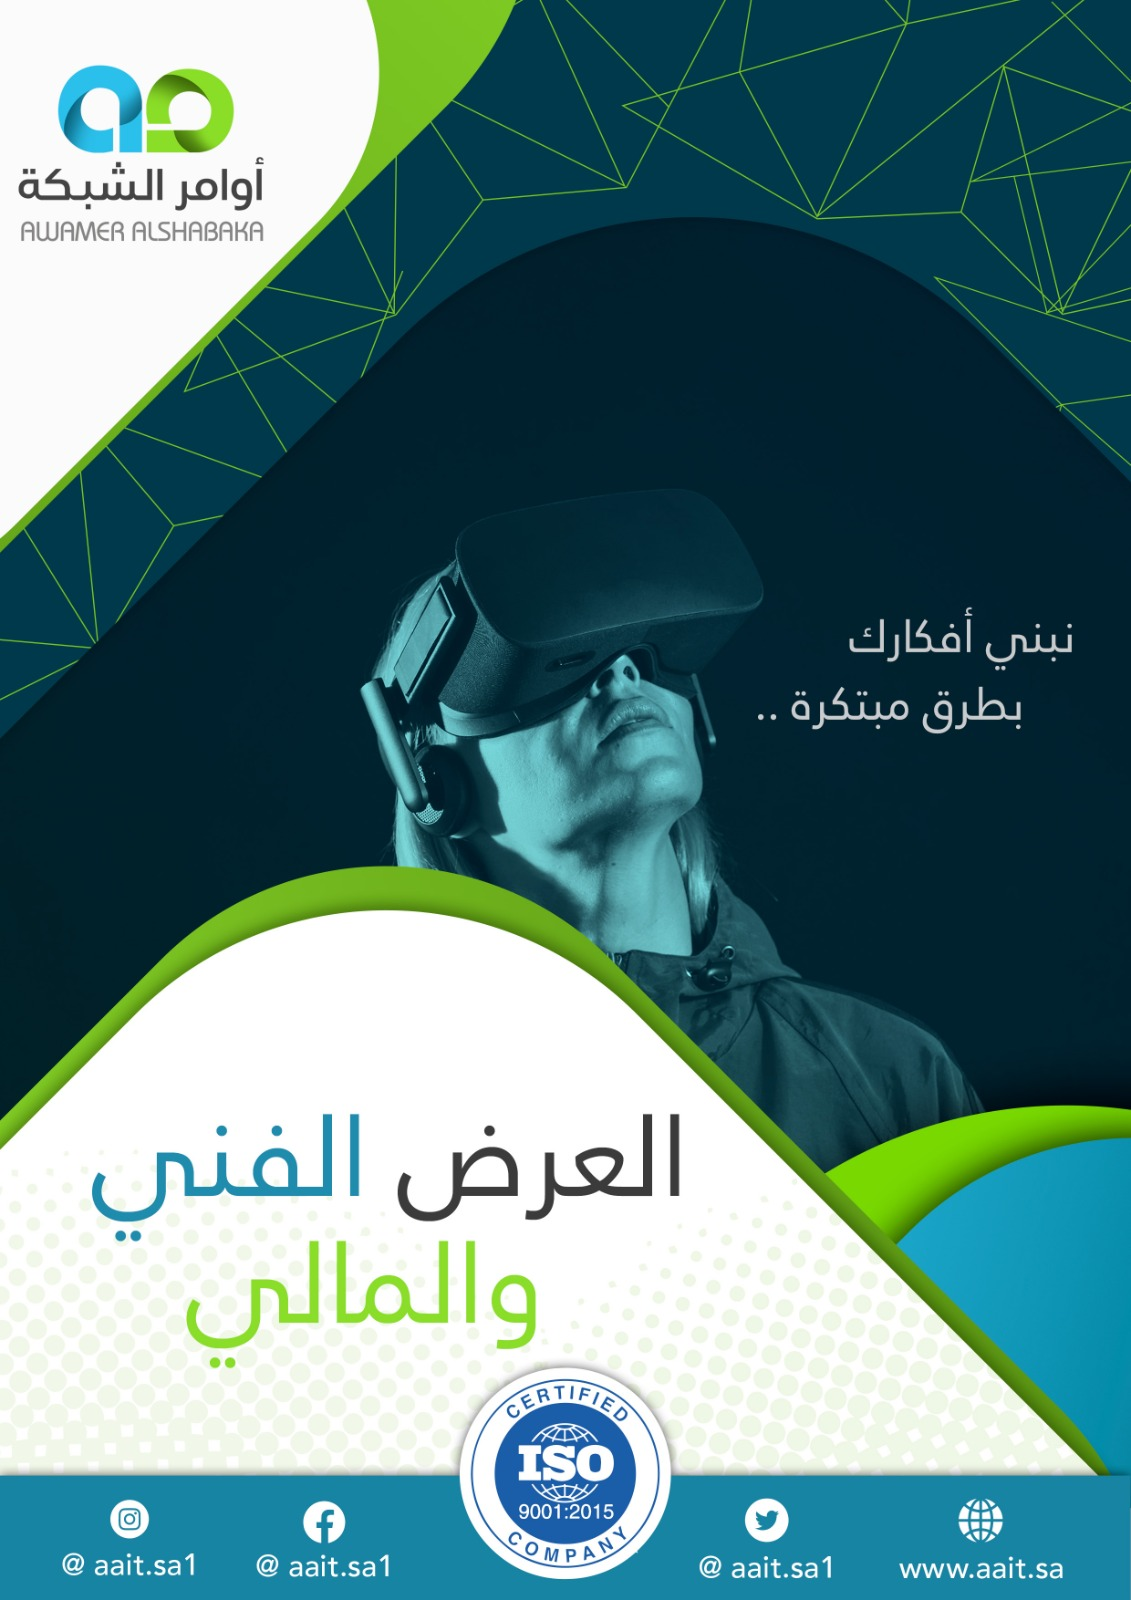 أوامر الشبكة
AWAMER ALSHABAKA
نبني أفكارك
بطرق مبتكرة ..
العرض الفني
والمالي
CERTIFIED
ISO
9001:2015
COMPANY
@ aait.sa1
@ aait.sa1
@ aait.sa1
www.aait.sa